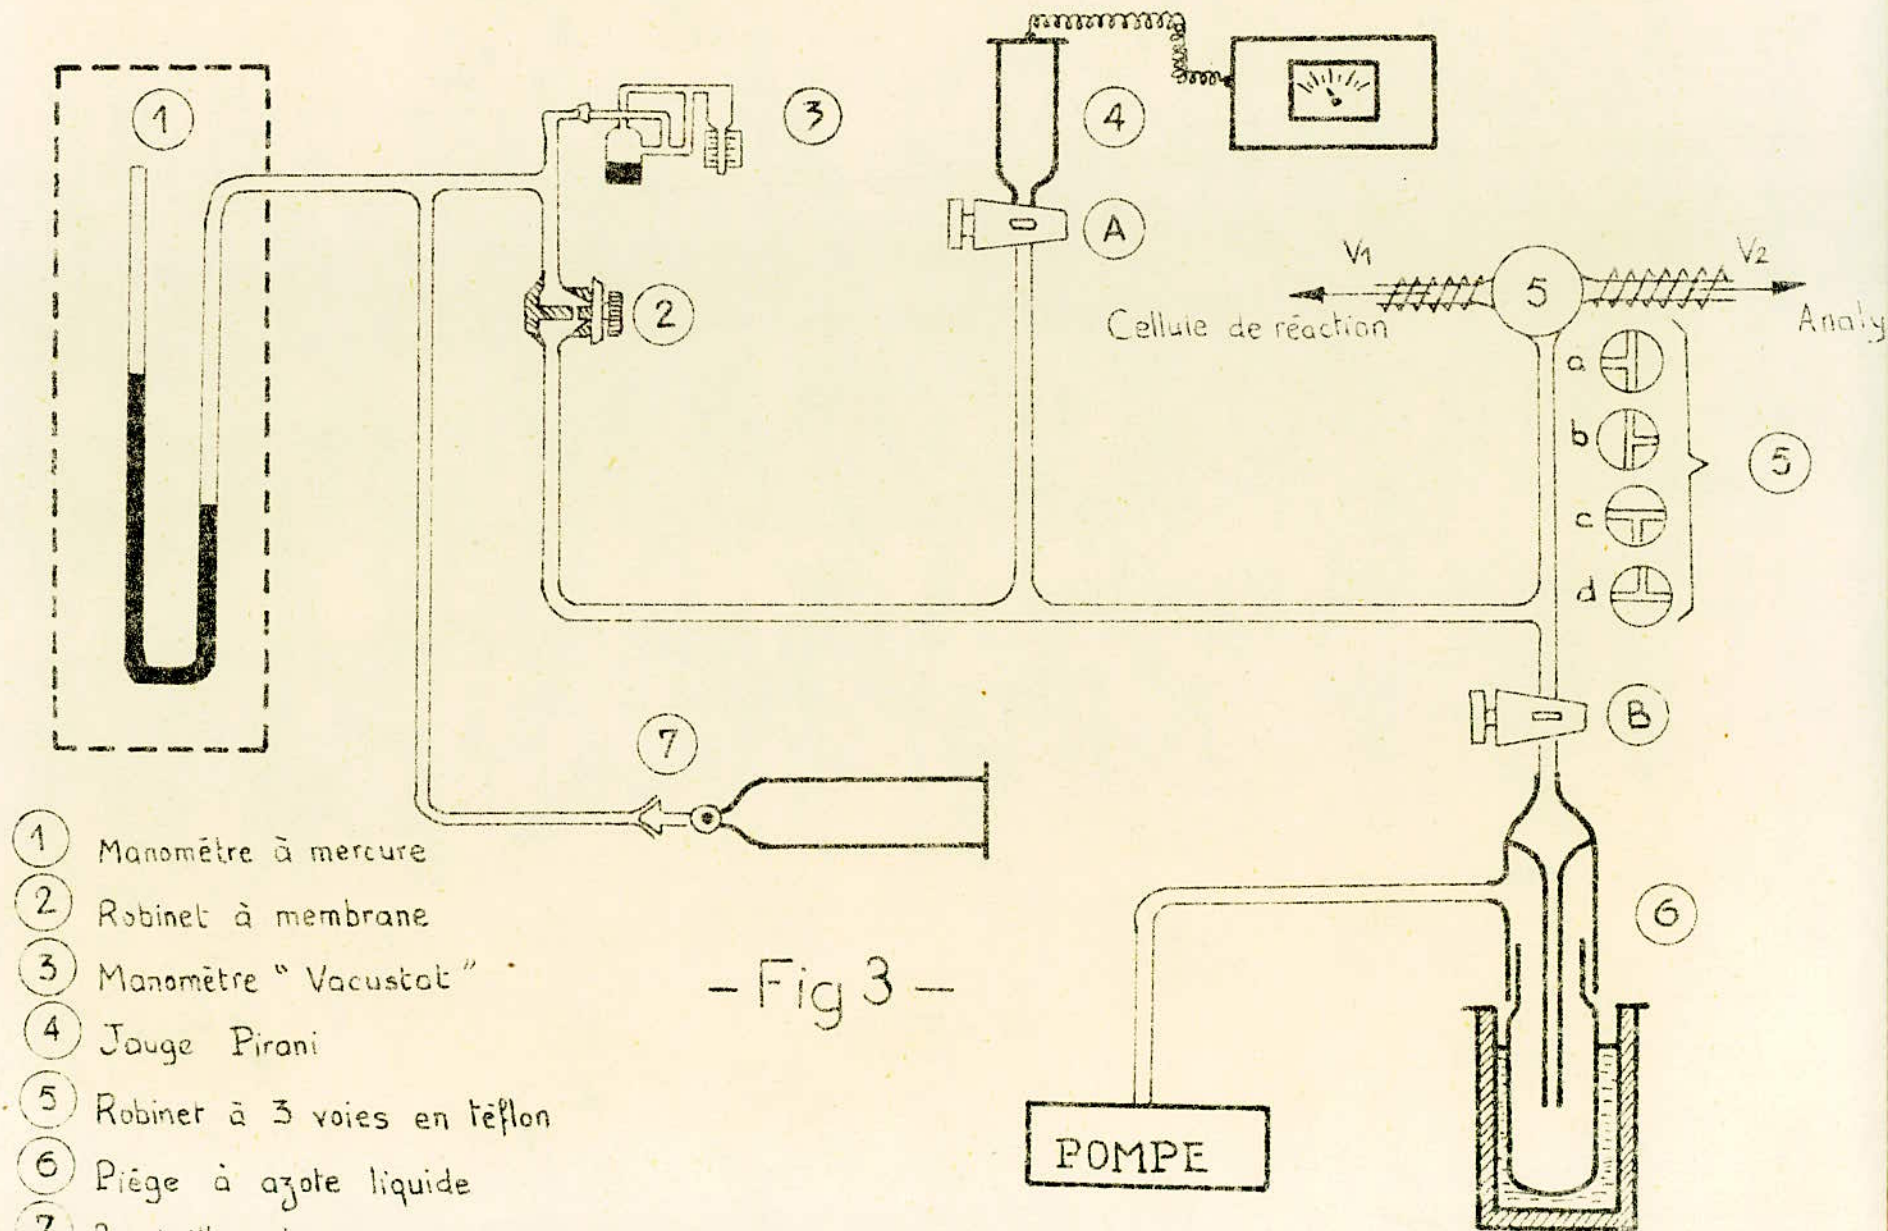 1
3
4
A
2
V1
V2
5
Cellule de réaction
Analy
a
b
5
c
d
B
7
6
1 Manomètre à mercure
2 Robinet à membrane
3 Manomètre " Vacustat "
4 Jauge Pirani
5 Robinet à 3 voies en téflon
6 Piège à azote liquide
7
- Fig 3 -
POMPE